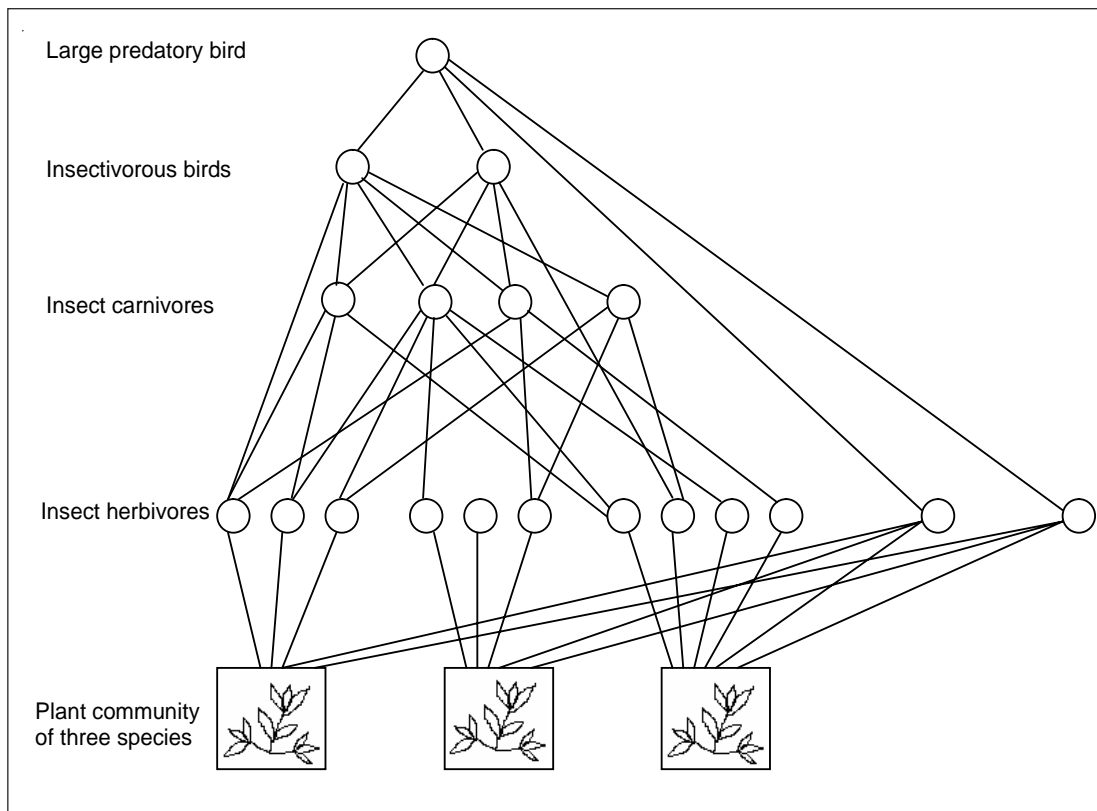 Large predatory bird
Insectivorous birds
Insect carnivores
Insect herbivores
Plant community
of three species